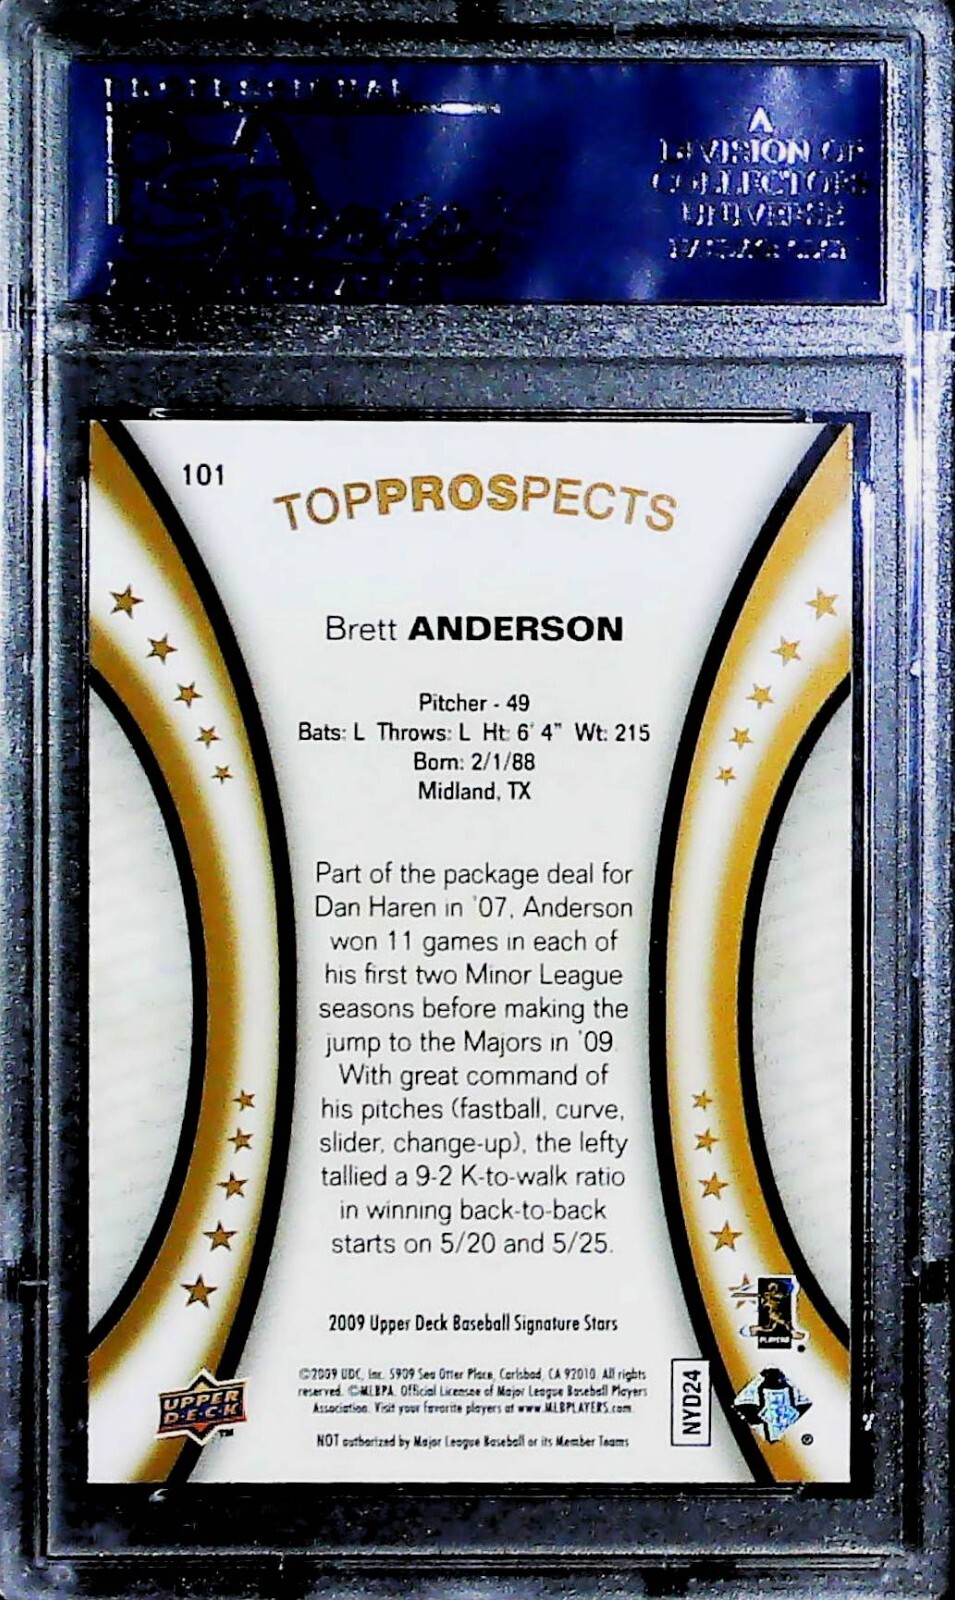 PROFESSIONAL
A
DIVISION OF
COLLECTORS
UNIVERSE
101
TOPPROSPECTS
Brett ANDERSON
Pitcher - 49
Bats: L Throws: L Ht: 6' 4" Wt: 215
Born: 2/1/88
Midland, TX
Part of the package deal for
Dan Haren in '07, Anderson
won 11 games in each of
his first two Minor League
seasons before making the
jump to the Majors in '09.
With great command of
his pitches (fastball, curve,
slider, change-up), the lefty
tallied a 9-2 K-to-walk ratio
in winning back-to-back
starts on 5/20 and 5/25.
2009 Upper Deck Baseball Signature Stars
©2009 UDC, Inc. 5909 Sea Otter Place, Carlsbad, CA 92010. All rights
reserved. ©MLBPA. Official Licensee of Major League Baseball Players
Association. Visit your favorite players at www.MLBPLAYERS.com.
NOT authorized by Major League Baseball or its Member Teams
UPPER
DECK
TM
NYD24
PLAYERS
®
®